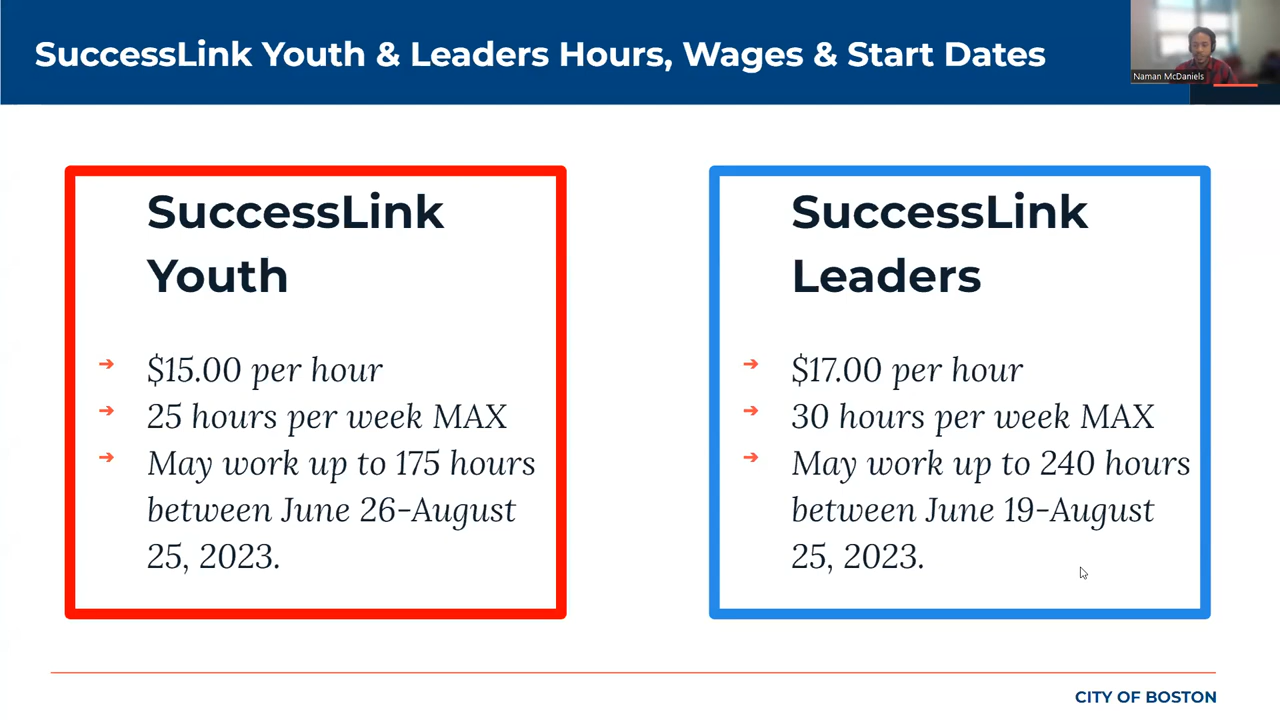 SuccessLink Youth & Leaders Hours, Wages & Start Dates
Naman McDaniels
SuccessLink
Youth
➔ $15.00 per hour
➔ 25 hours per week MAX
➔ May work up to 175 hours
between June 26-August
25, 2023.
SuccessLink
Leaders
➔ $17.00 per hour
➔ 30 hours per week MAX
➔ May work up to 240 hours
between June 19-August
25, 2023.
CITY OF BOSTON